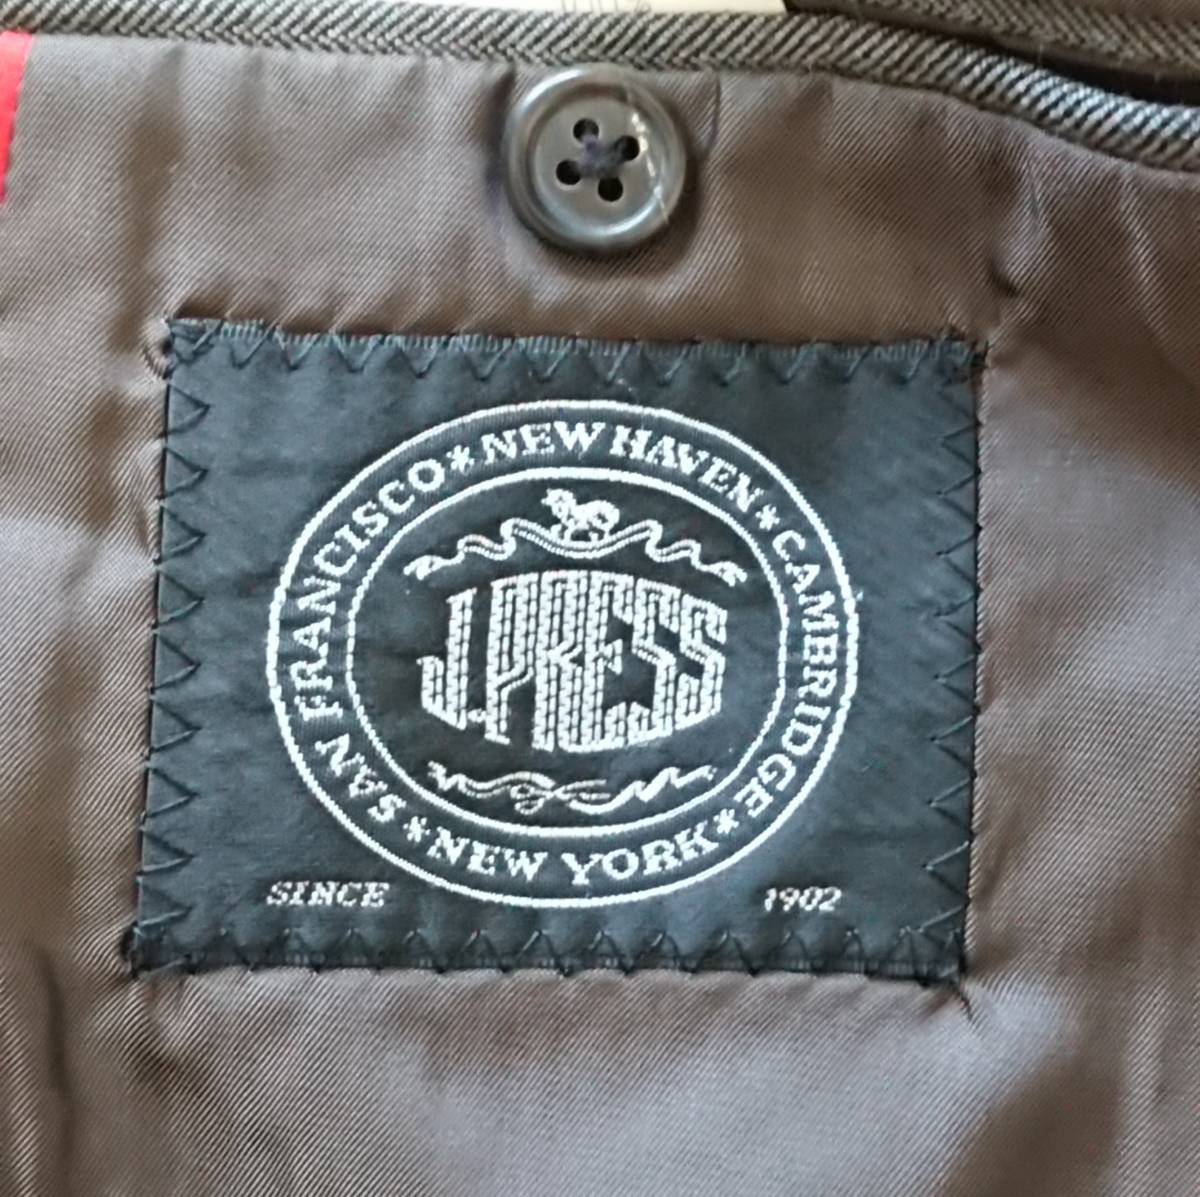 SAN FRANCISCO * NEW HAVEN * CAMBRIDGE * NEW YORK *
J.PRESS
SINCE 1902